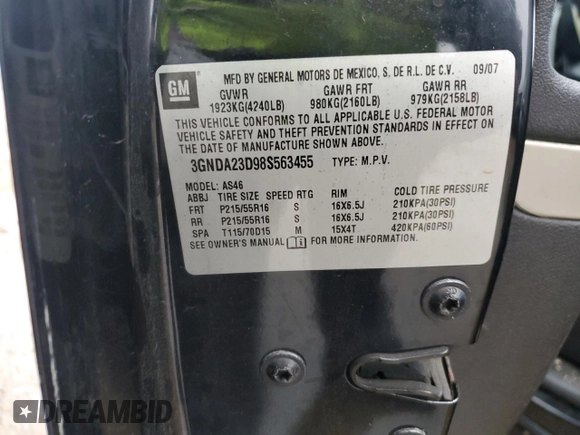 GM
MFD BY GENERAL MOTORS DE MEXICO, S. DE R.L. DE C.V. 09/07
GVWR GAWR FRT GAWR RR
1923KG(4240LB) 980KG(2160LB) 979KG(2158LB)
THIS VEHICLE CONFORMS TO ALL APPLICABLE U.S. FEDERAL MOTOR
VEHICLE SAFETY AND THEFT PREVENTION STANDARDS IN EFFECT ON
THE DATE OF MANUFACTURE SHOWN ABOVE.
3GNDA23D98S563455 TYPE: M.P.V.
MODEL: AS46
ABBJ TIRE SIZE SPEED RTG RIM COLD TIRE PRESSURE
FRT P215/55R16 S 16X6.5J 210KPA(30PSI)
RR P215/55R16 S 16X6.5J 210KPA(30PSI)
SPA T115/70D15 M 15X4T 420KPA(60PSI)
SEE OWNER'S MANUAL FOR MORE INFORMATION.
DREAMBID